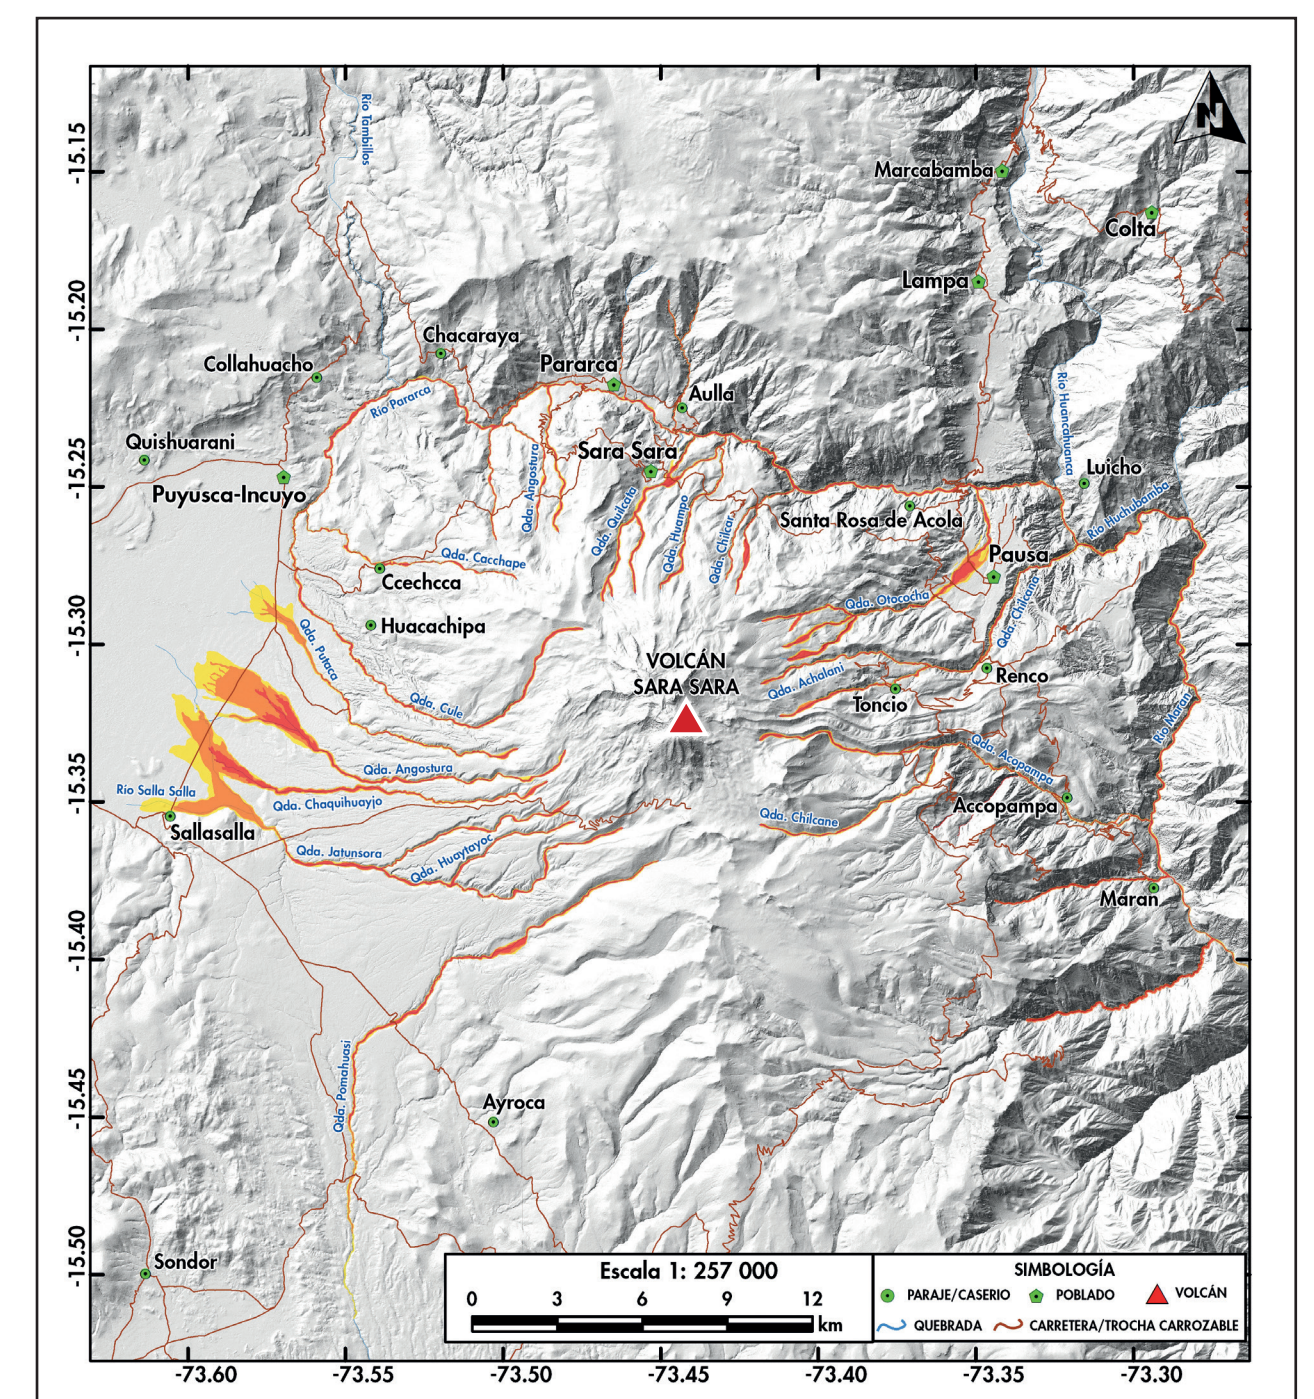 N
Río Tambillos
-15.15
Marcabamba
Colta
Lampa
-15.20
Chacaraya
Collahuacho
Pararca
Río Pararca
Aulla
Río Huancahuanca
Quishuarani
Sara Sara
Luicho
-15.25
Puyusca-Incuyo
Qda. Angostura
Qda. Quilcata
Qda. Huampo
Qda. Chilcar
Santa Rosa de Acola
Río Huchubamba
Pausa
Qda. Cacchape
Ccechcca
Qda. Otococha
Qda. Chilcana
-15.30
Huacachipa
Qda. Putaca
VOLCÁN
SARA SARA
Qda. Achalani
Renco
Toncio
Qda. Cule
Río Maran
Qda. Acopampa
Qda. Angostura
-15.35
Río Salla Salla
Qda. Chaquihuayjo
Accopampa
Sallasalla
Qda. Chilcane
Qda. Jatunsora
Qda. Huaytayoc
Maran
-15.40
Qda. Pomahuasi
-15.45
Ayroca
-15.50
Sondor
Escala 1: 257 000
0 3 6 9 12
km
SIMBOLOGÍA
PARAJE/CASERIO POBLADO VOLCÁN
QUEBRADA CARRETERA/TROCHA CARROZABLE
-73.60 -73.55 -73.50 -73.45 -73.40 -73.35 -73.30